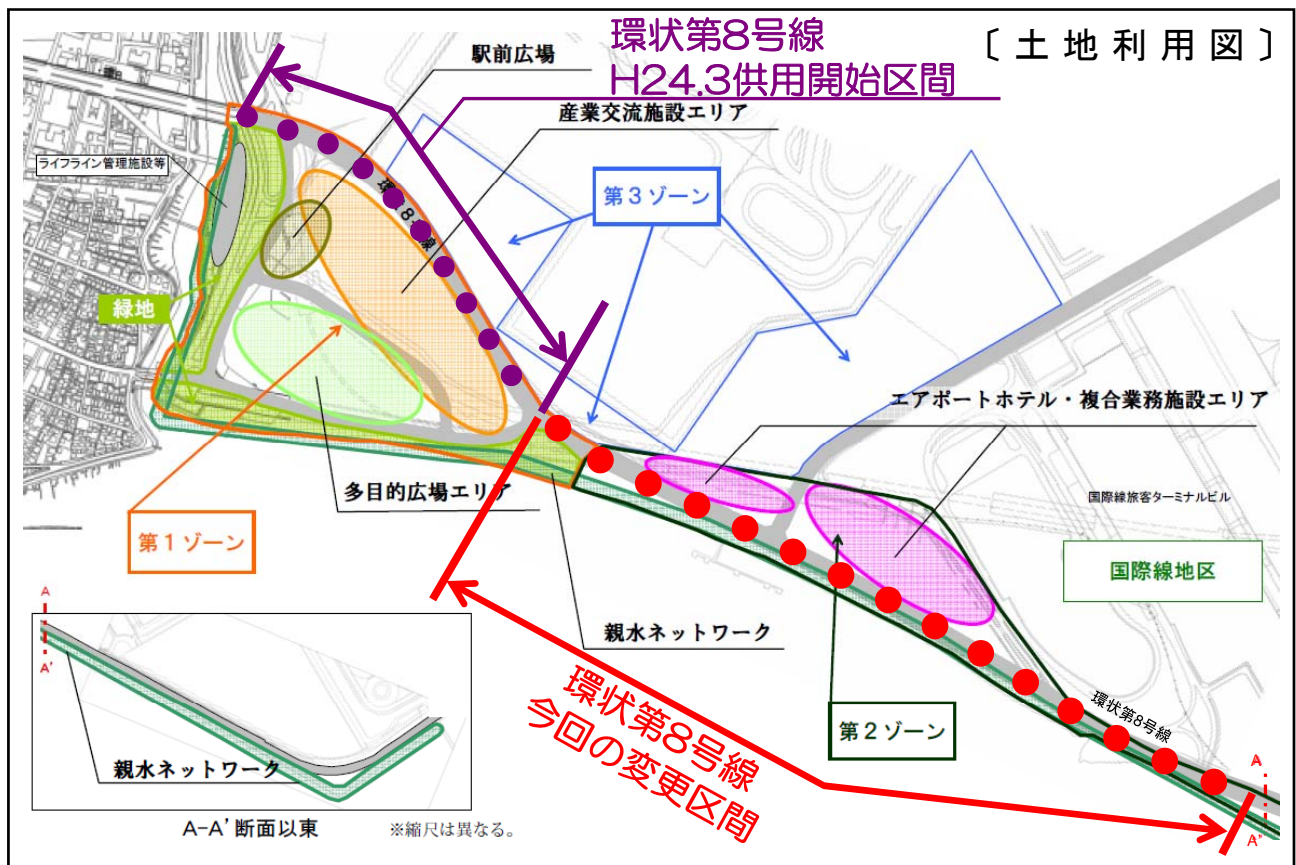 〔土地利用図〕
環状第8号線
H24.3供用開始区間
駅前広場
産業交流施設エリア
ライフライン管理施設等
環状8号線
第3ゾーン
緑地
エアポートホテル・複合業務施設エリア
多目的広場エリア
国際線旅客ターミナルビル
第1ゾーン
国際線地区
親水ネットワーク
環状第8号線
今回の変更区間
第2ゾーン
環状第8号線
A
A'
A
A'
親水ネットワーク
A-A'断面以東
※縮尺は異なる。